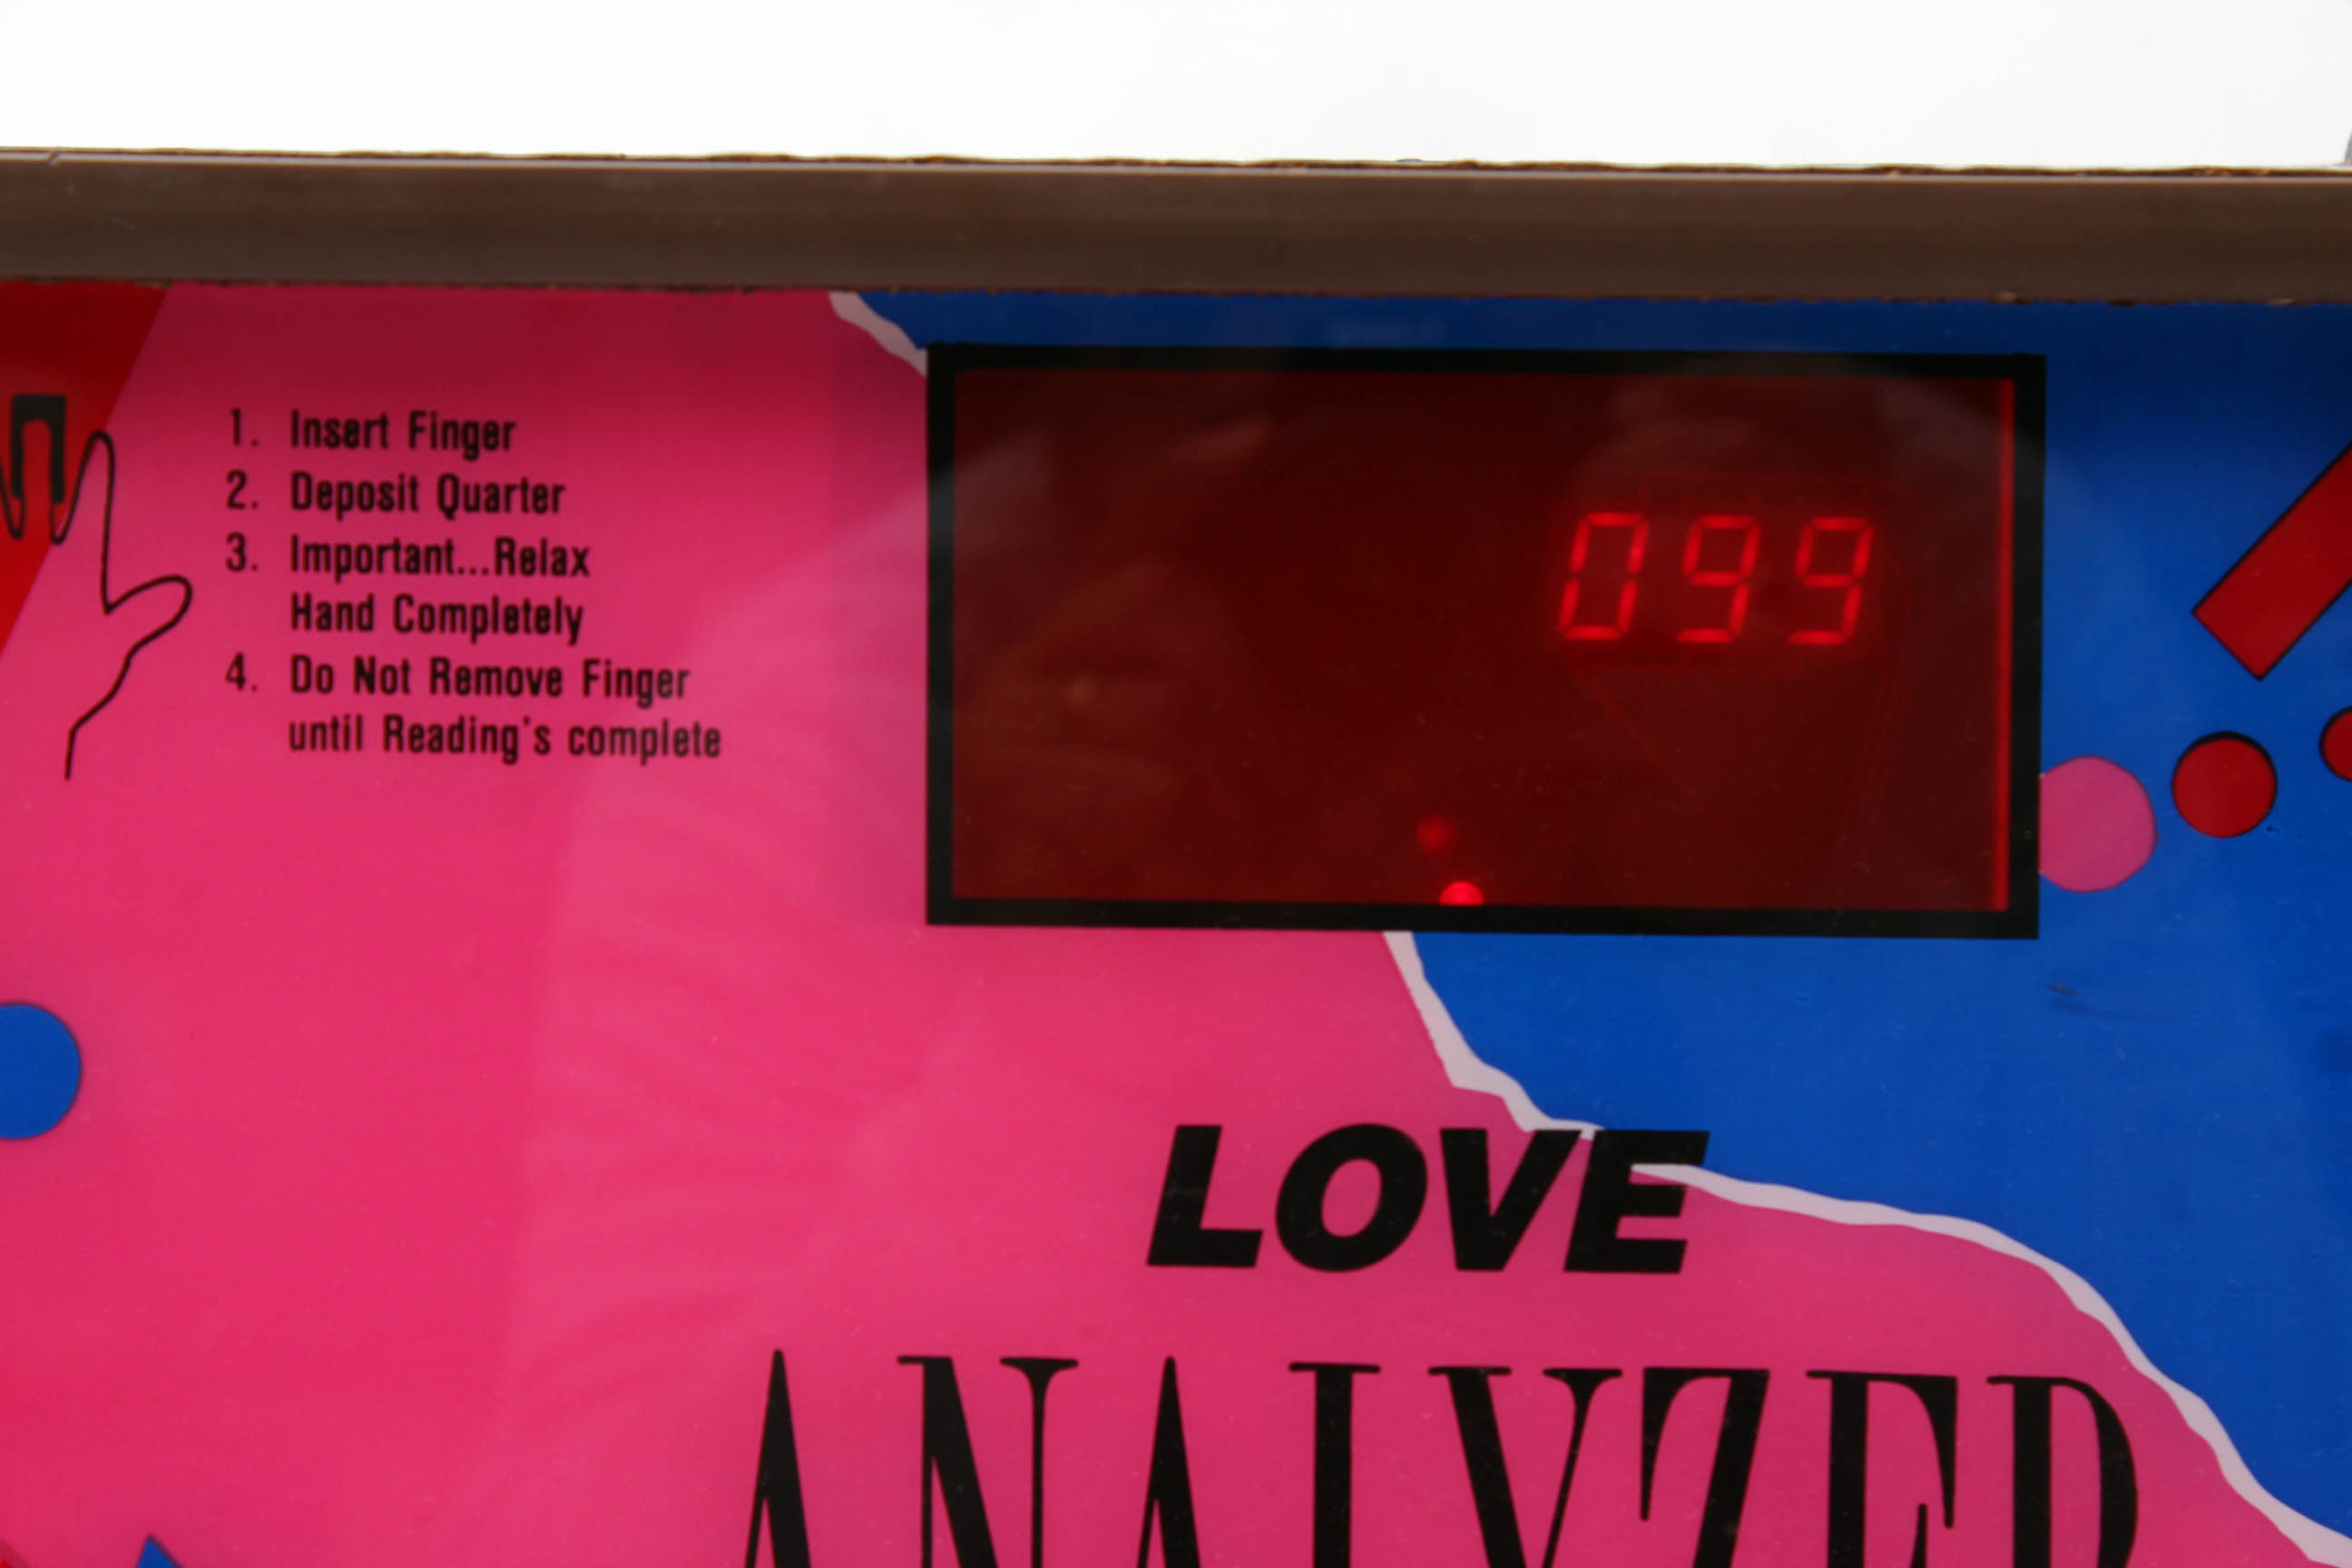 1. Insert Finger
2. Deposit Quarter
3. Important...Relax
Hand Completely
4. Do Not Remove Finger
until Reading's complete
099
LOVE
ANALYZER